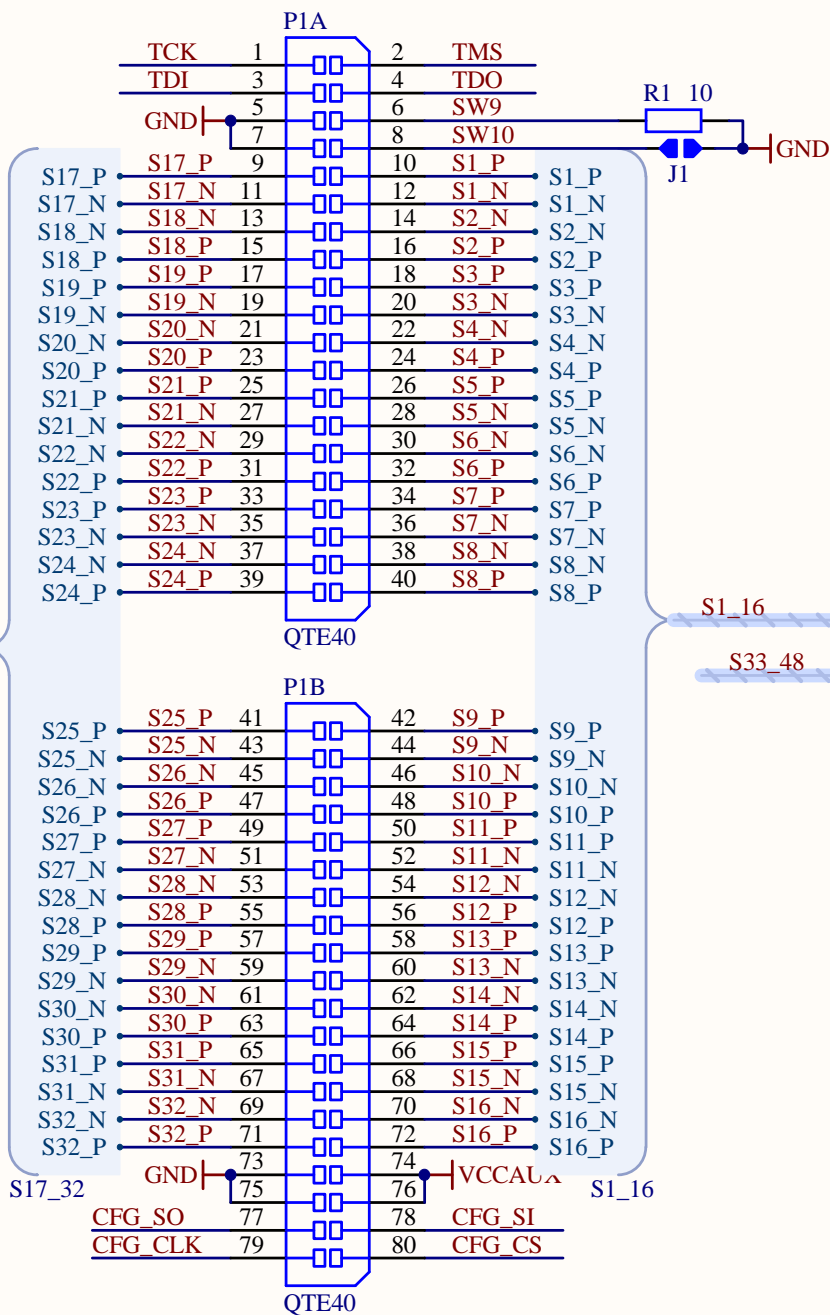 P1A
TCK 1 2 TMS
TDI 3 4 TDO
R1 10
5 6 SW9
GND
7 8 SW10
GND
J1
S17_P S17_P 9 10 S1_P S1_P
S17_N S17_N 11 12 S1_N S1_N
S18_N S18_N 13 14 S2_N S2_N
S18_P S18_P 15 16 S2_P S2_P
S19_P S19_P 17 18 S3_P S3_P
S19_N S19_N 19 20 S3_N S3_N
S20_N S20_N 21 22 S4_N S4_N
S20_P S20_P 23 24 S4_P S4_P
S21_P S21_P 25 26 S5_P S5_P
S21_N S21_N 27 28 S5_N S5_N
S22_N S22_N 29 30 S6_N S6_N
S22_P S22_P 31 32 S6_P S6_P
S23_P S23_P 33 34 S7_P S7_P
S23_N S23_N 35 36 S7_N S7_N
S24_N S24_N 37 38 S8_N S8_N
S24_P S24_P 39 40 S8_P S8_P
S1_16
QTE40
S33_48
P1B
S25_P S25_P 41 42 S9_P S9_P
S25_N S25_N 43 44 S9_N S9_N
S26_N S26_N 45 46 S10_N S10_N
S26_P S26_P 47 48 S10_P S10_P
S27_P S27_P 49 50 S11_P S11_P
S27_N S27_N 51 52 S11_N S11_N
S28_N S28_N 53 54 S12_N S12_N
S28_P S28_P 55 56 S12_P S12_P
S29_P S29_P 57 58 S13_P S13_P
S29_N S29_N 59 60 S13_N S13_N
S30_N S30_N 61 62 S14_N S14_N
S30_P S30_P 63 64 S14_P S14_P
S31_P S31_P 65 66 S15_P S15_P
S31_N S31_N 67 68 S15_N S15_N
S32_N S32_N 69 70 S16_N S16_N
S32_P S32_P 71 72 S16_P S16_P
GND 73 74 VCCAUX
S17_32 75 76 S1_16
CFG_SO 77 78 CFG_SI
CFG_CLK 79 80 CFG_CS
QTE40